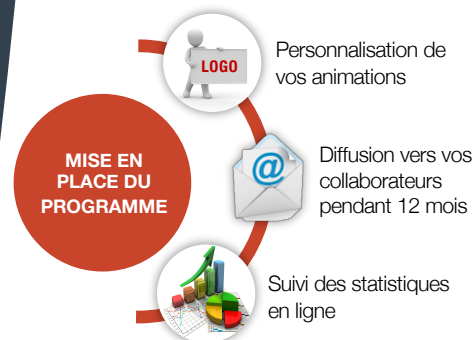 LOGO
Personnalisation de
vos animations
MISE EN
PLACE DU
PROGRAMME
@
Diffusion vers vos
collaborateurs
pendant 12 mois
Suivi des statistiques
en ligne